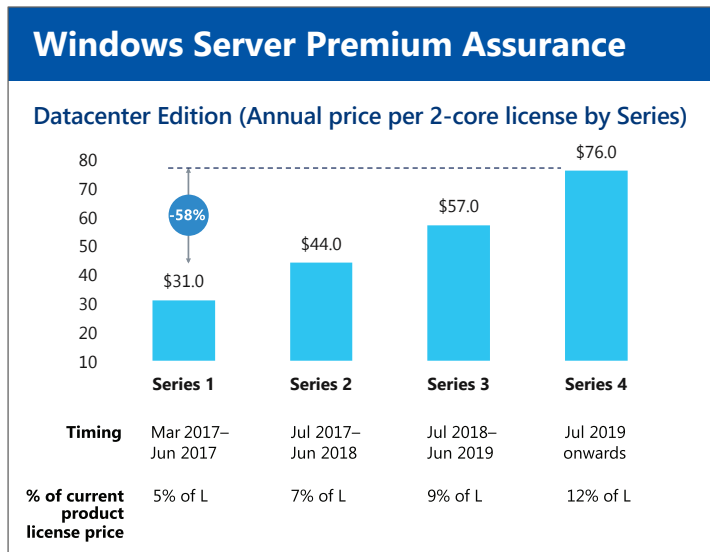 Windows Server Premium Assurance
Datacenter Edition (Annual price per 2-core license by Series)
80
70
60
50
40
30
20
10
-58%
$31.0
$44.0
$57.0
$76.0
Series 1
Series 2
Series 3
Series 4
Timing
Mar 2017–
Jun 2017
Jul 2017–
Jun 2018
Jul 2018–
Jun 2019
Jul 2019
onwards
% of current
product
license price
5% of L
7% of L
9% of L
12% of L